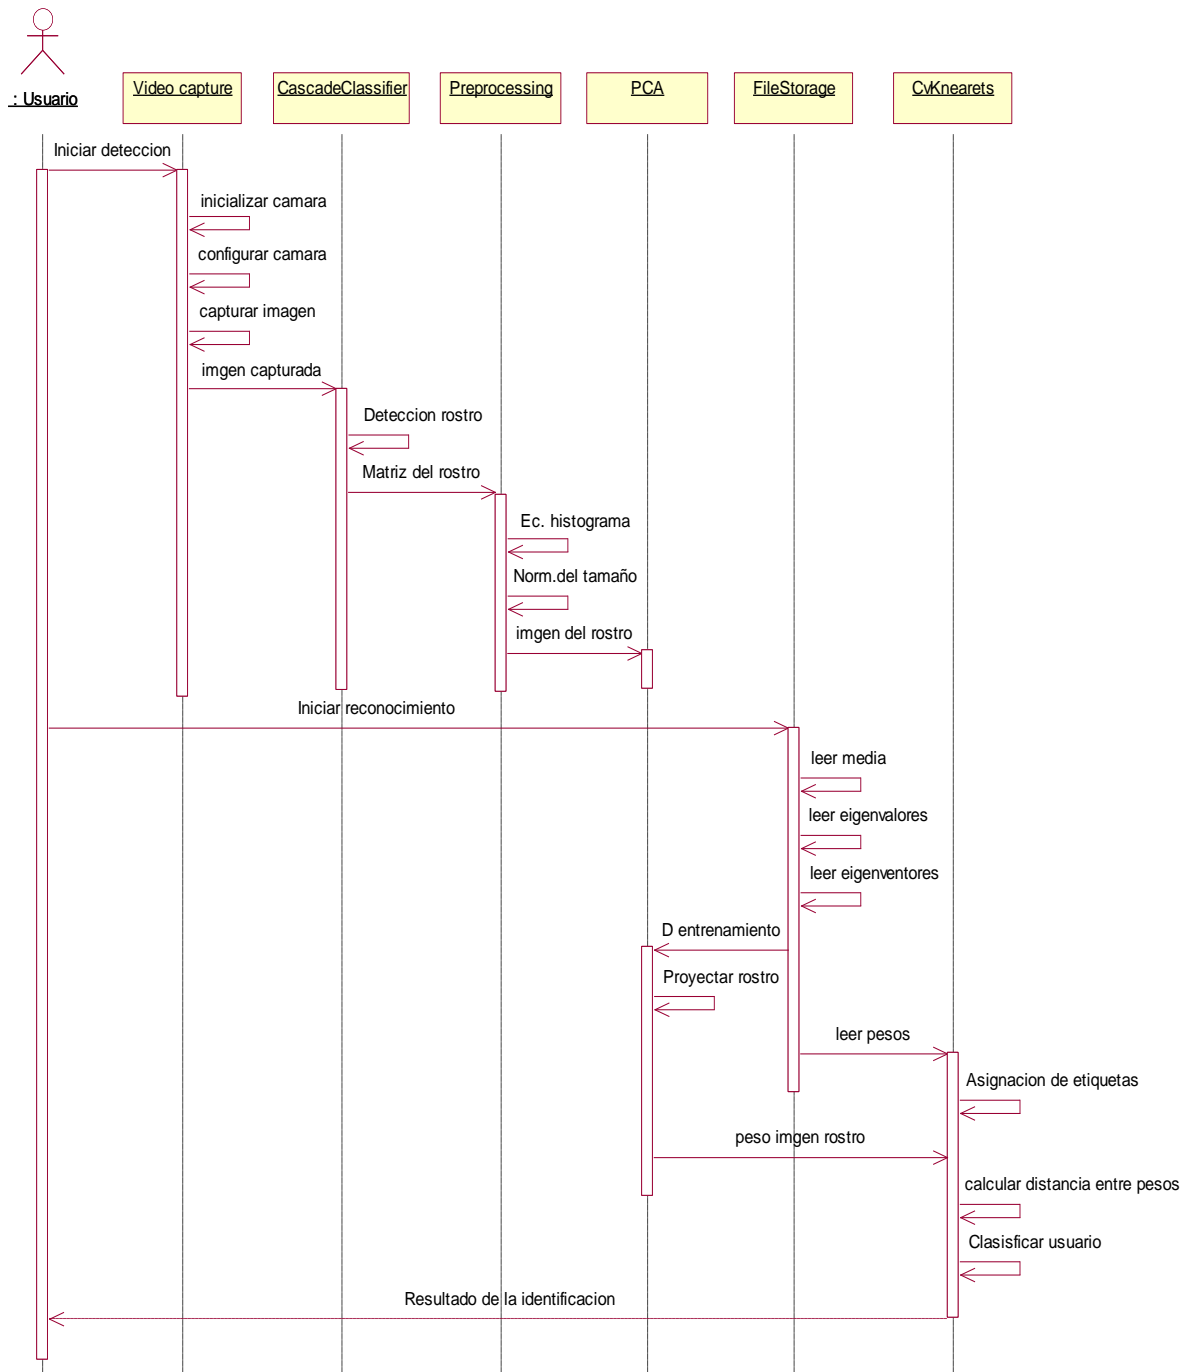 : Usuario
Video capture
CascadeClassifier
Preprocessing
PCA
FileStorage
CvKnearets
Iniciar deteccion
inicializar camara
configurar camara
capturar imagen
imgen capturada
Deteccion rostro
Matriz del rostro
Ec. histograma
Norm.del tamaño
imgen del rostro
Iniciar reconocimiento
leer media
leer eigenvalores
leer eigenventores
D entrenamiento
Proyectar rostro
leer pesos
Asignacion de etiquetas
peso imgen rostro
calcular distancia entre pesos
Clasisficar usuario
Resultado de la identificacion